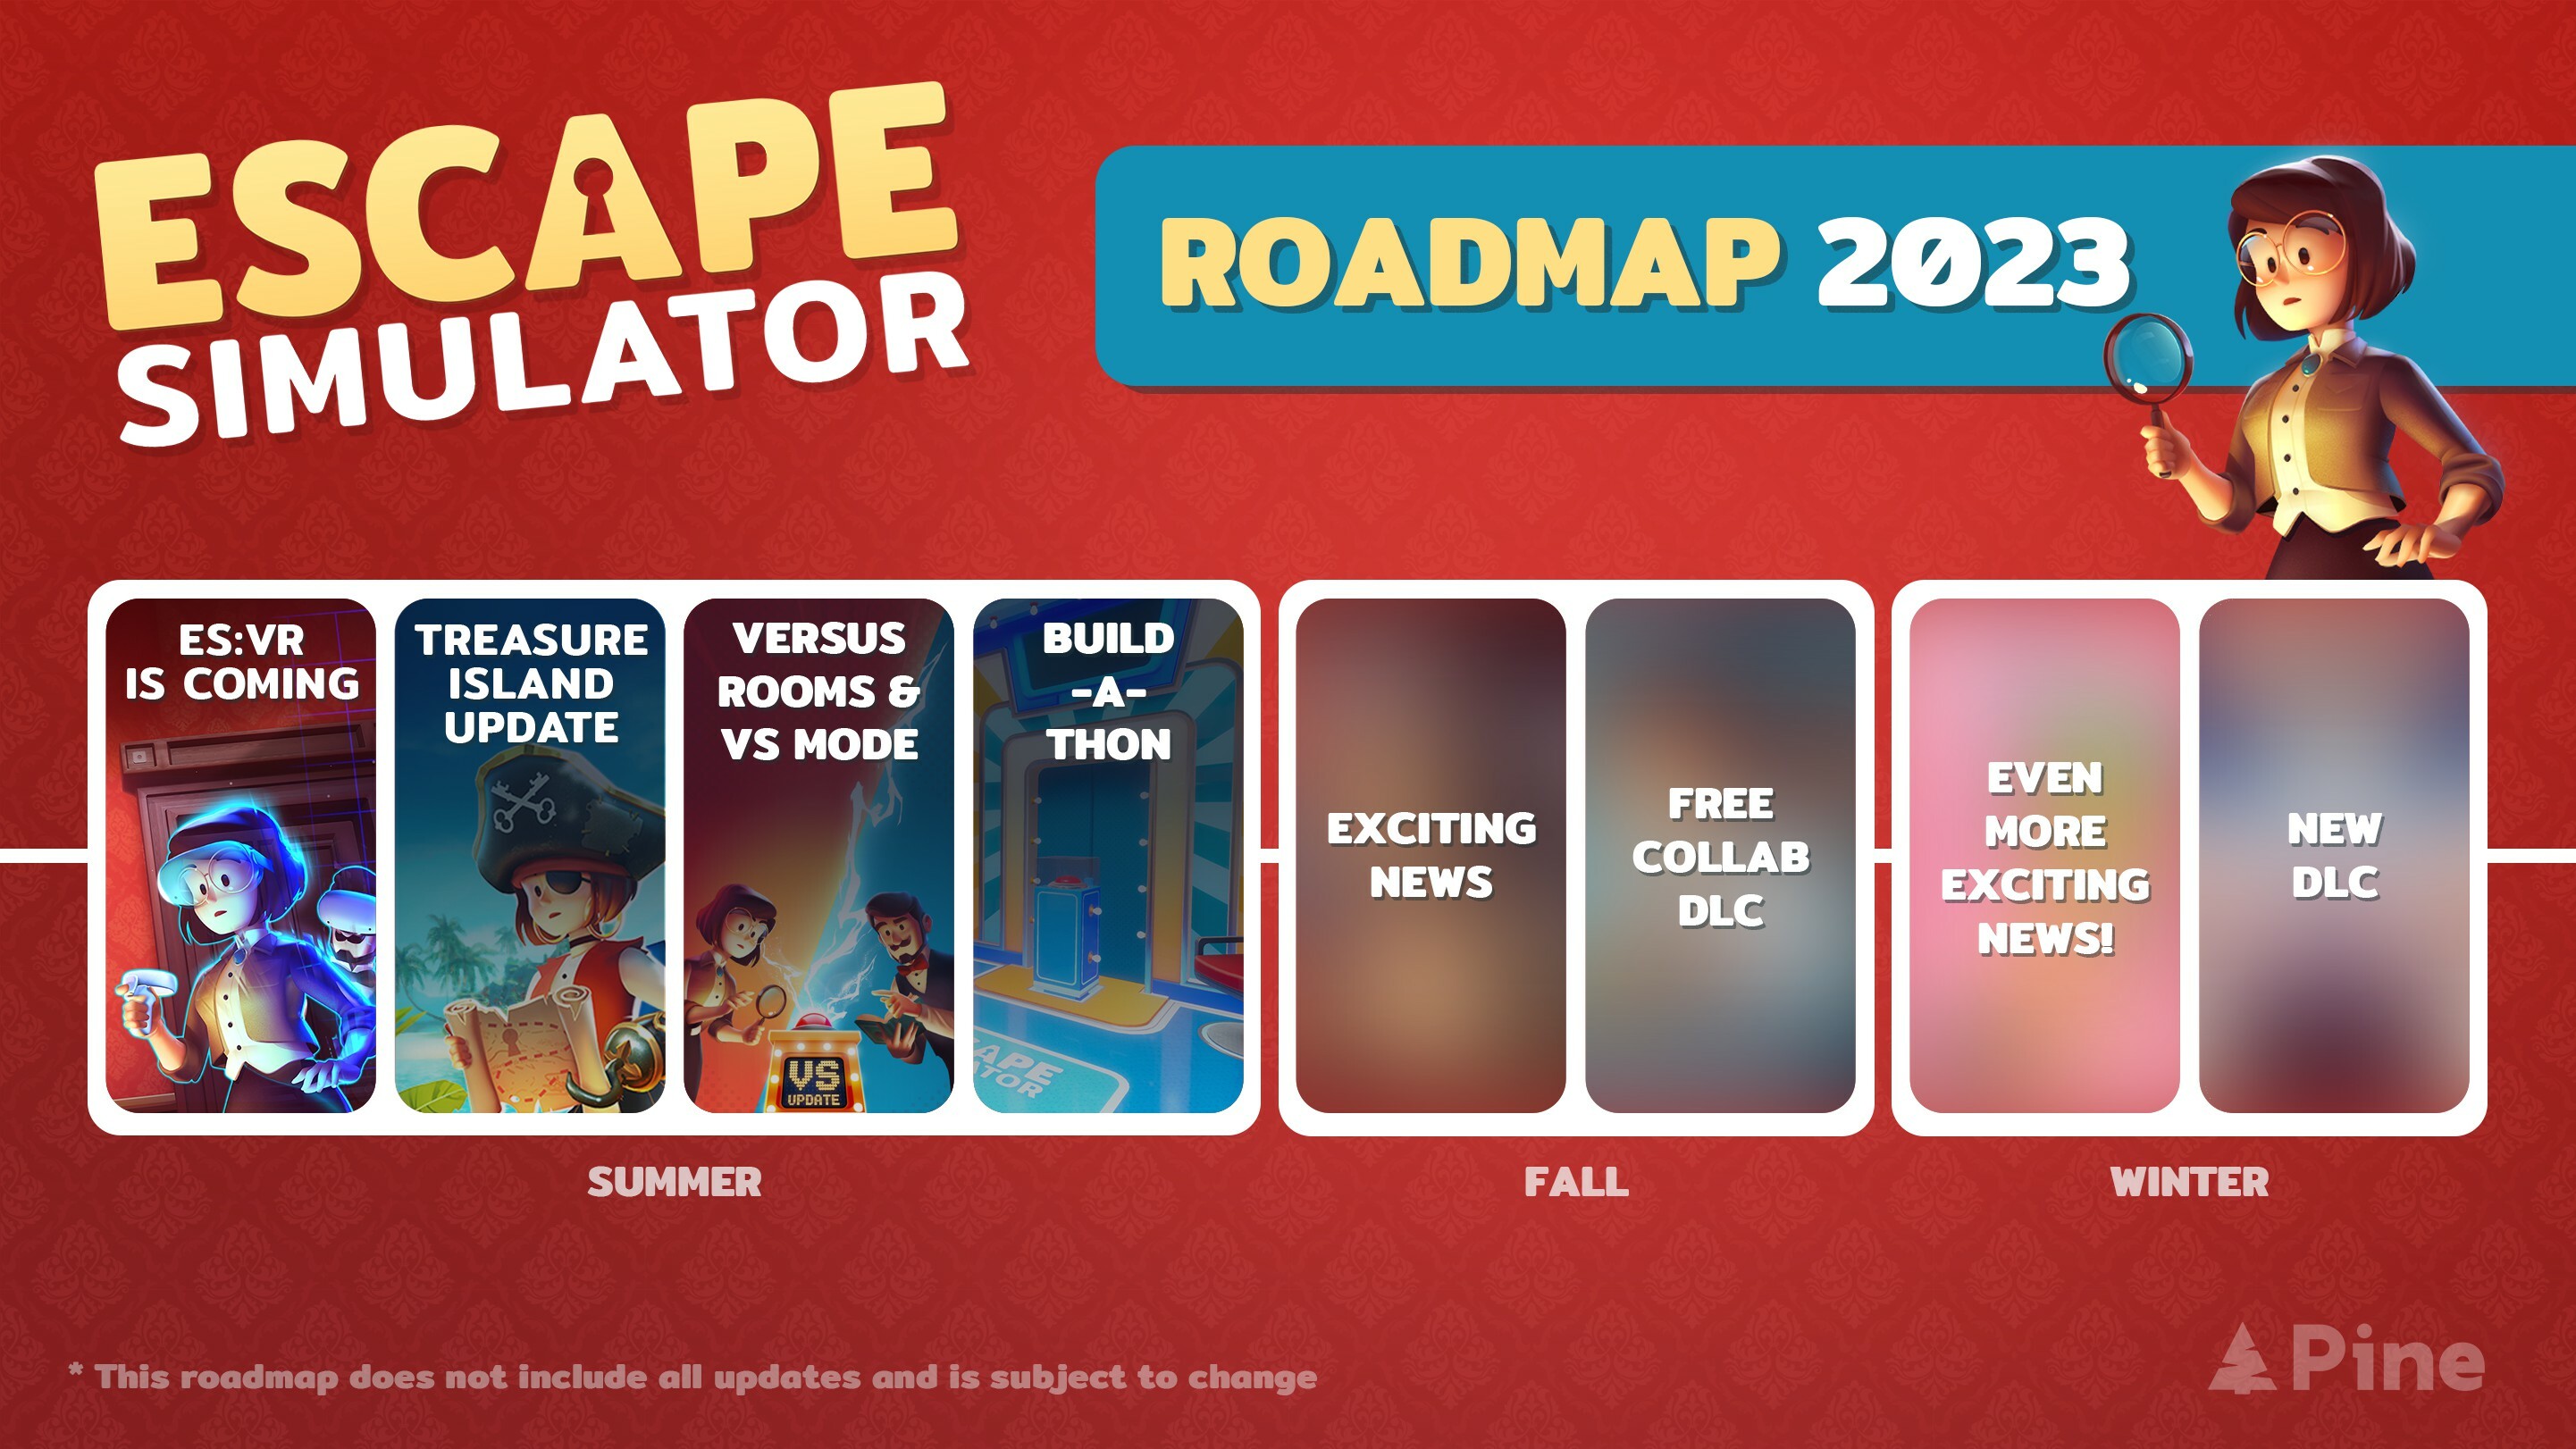 ESCAPE
SIMULATOR
ROADMAP 2023
ES:VR
IS COMING
TREASURE
ISLAND
UPDATE
VERSUS
ROOMS &
VS MODE
VS
UPDATE
BUILD
-A-
THON
APE
ATOR
EXCITING
NEWS
FREE
COLLAB
DLC
EVEN
MORE
EXCITING
NEWS!
NEW
DLC
SUMMER
FALL
WINTER
* This roadmap does not include all updates and is subject to change
Pine